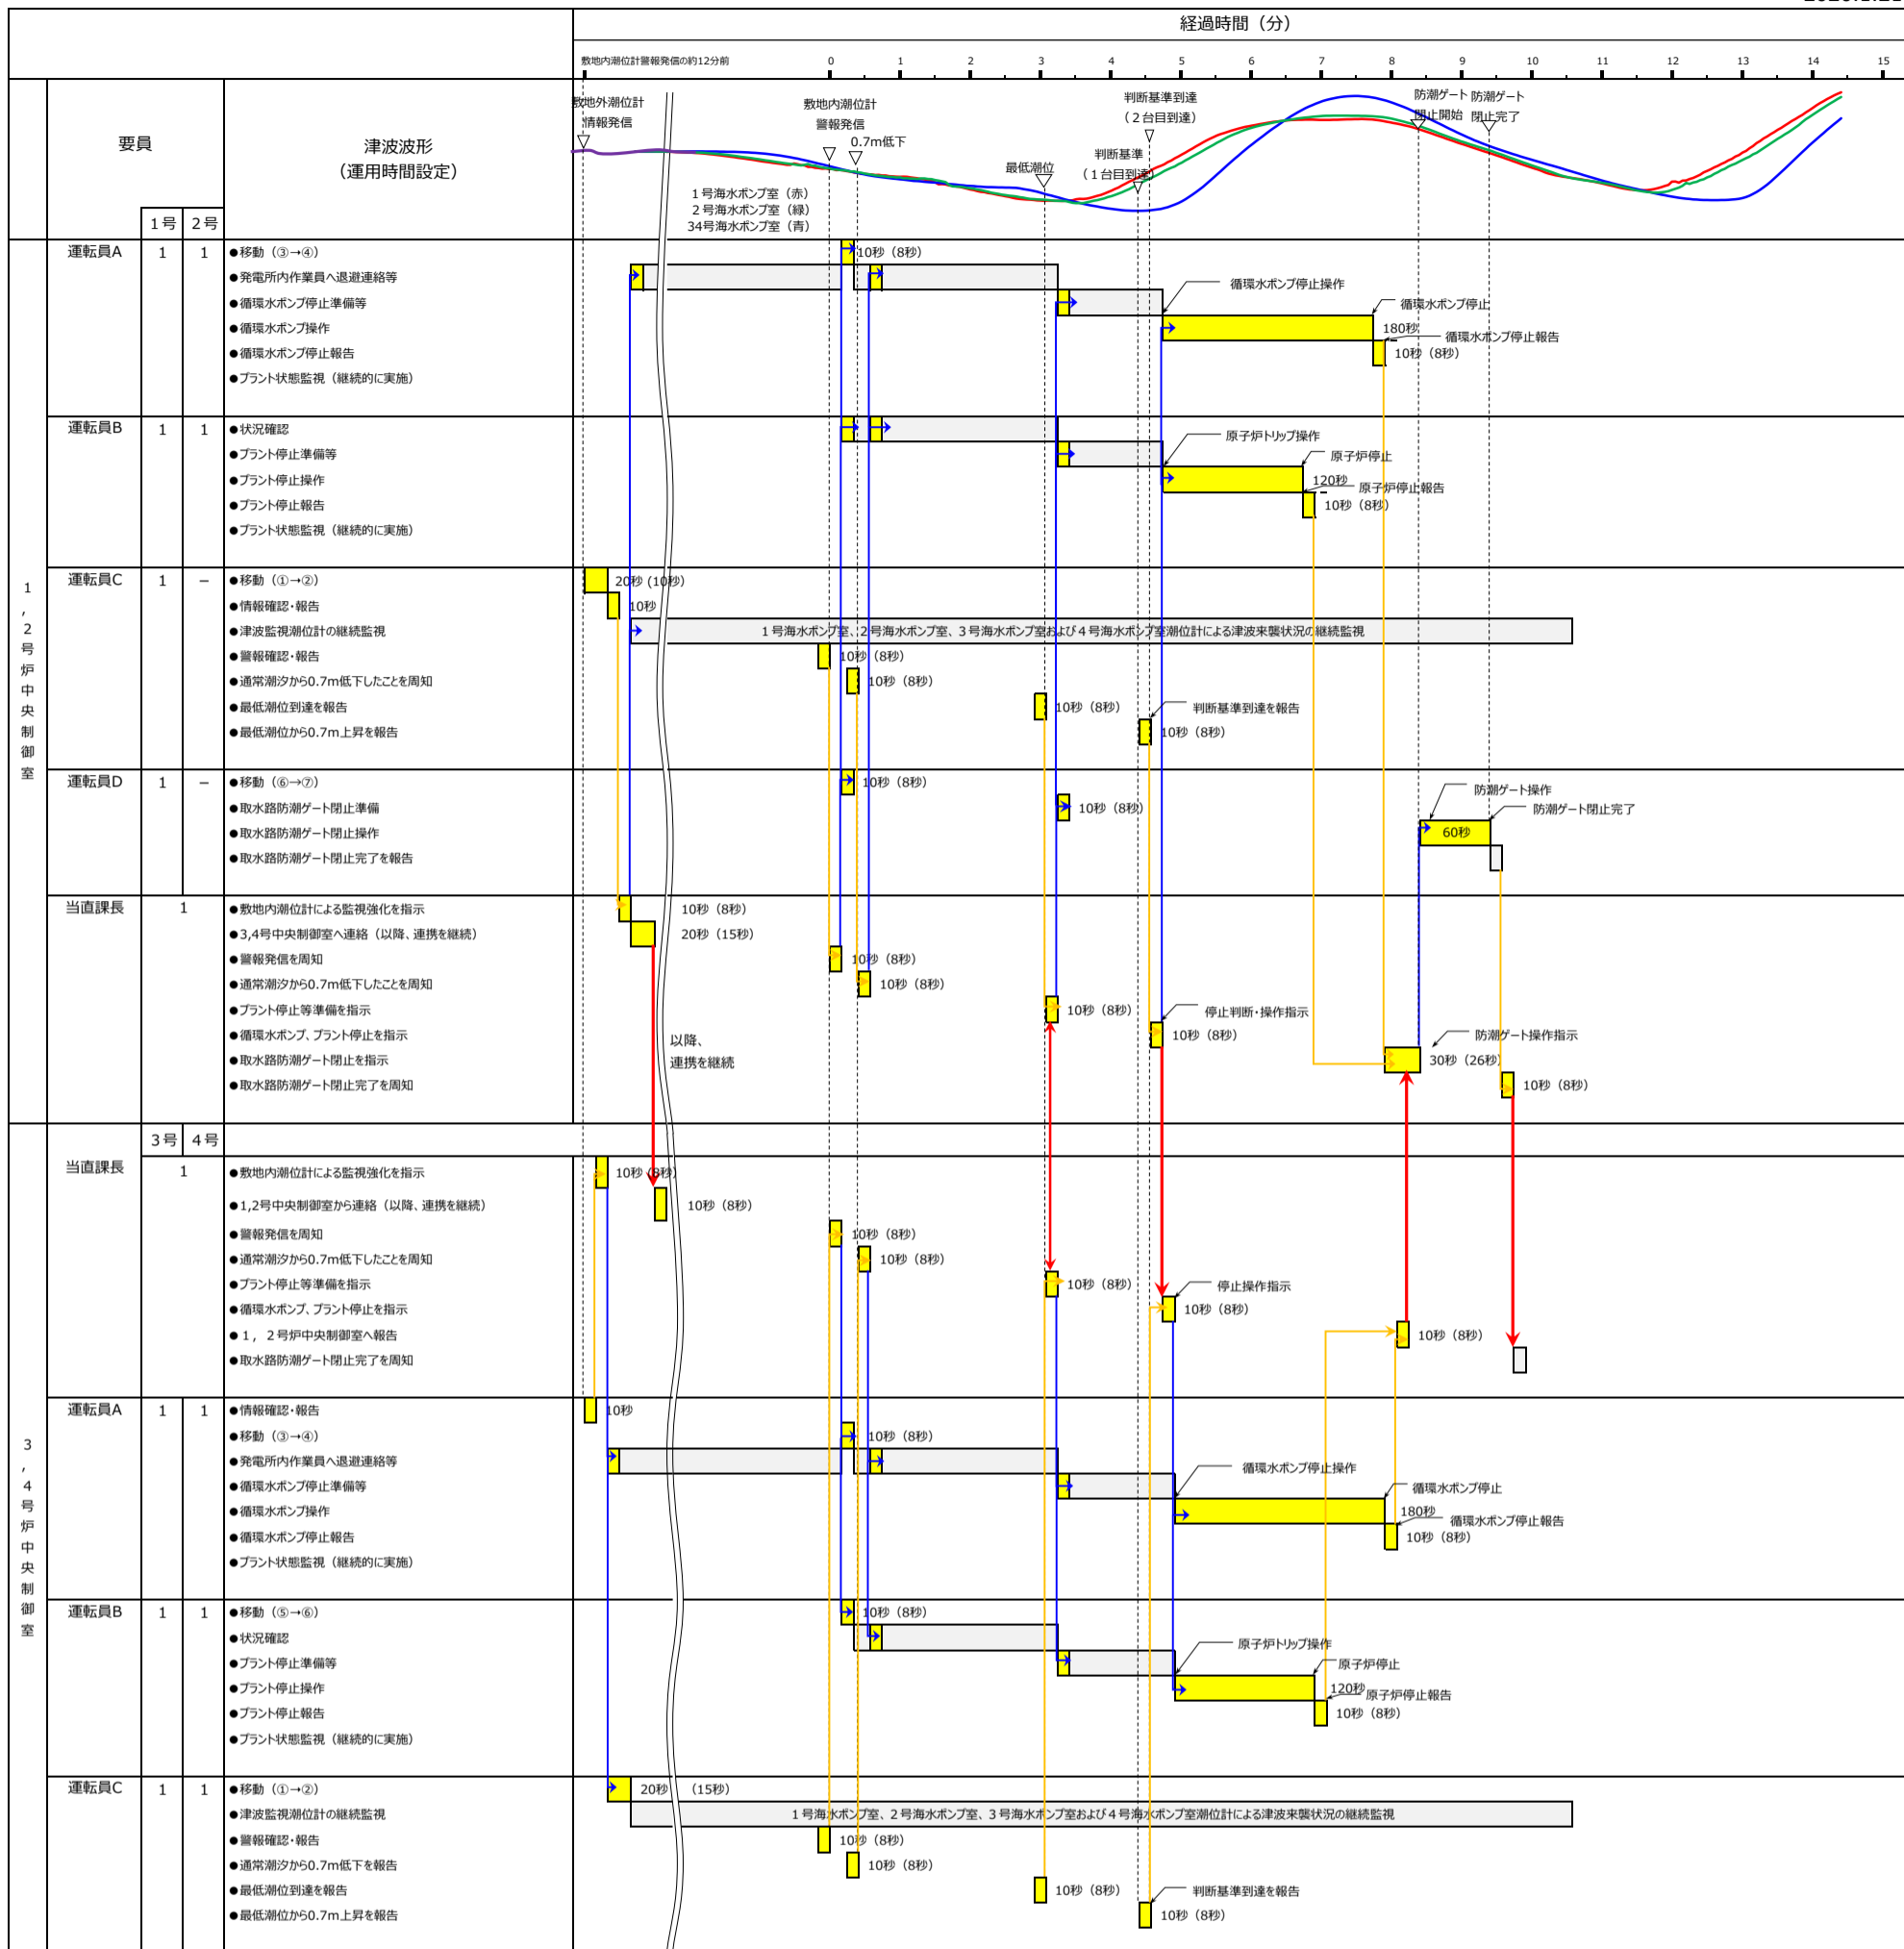 経過時間（分）
敷地内潮位計警報発信の約12分前 0 1 2 3 4 5 6 7 8 9 10 11 12 13 14 15
要員
津波波形
（運用時間設定）
1号 2号
敷地外潮位計
情報発信
敷地内潮位計
警報発信
0.7m低下
最低潮位
判断基準到達
（２台目到達）
判断基準
（１台目到達）
防潮ゲート
閉止開始
防潮ゲート
閉止完了
１号海水ポンプ室（赤）
２号海水ポンプ室（緑）
34号海水ポンプ室（青）
1,2号炉中央制御室
運転員A 1 1 ●移動（③→④） 10秒（8秒）
●発電所内作業員へ退避連絡等
●循環水ポンプ停止準備等 循環水ポンプ停止操作
●循環水ポンプ操作 180秒 循環水ポンプ停止
●循環水ポンプ停止報告 10秒（8秒） 循環水ポンプ停止報告
●プラント状態監視（継続的に実施）
運転員B 1 1 ●状況確認
●プラント停止準備等 原子炉トリップ操作
●プラント停止操作 120秒 原子炉停止
●プラント停止報告 10秒（8秒） 原子炉停止報告
●プラント状態監視（継続的に実施）
運転員C 1 － ●移動（①→②） 20秒 (10秒)
●情報確認・報告 10秒
●津波監視潮位計の継続監視 １号海水ポンプ室、２号海水ポンプ室、３号海水ポンプ室および４号海水ポンプ室潮位計による津波来襲状況の継続監視
●警報確認・報告 10秒（8秒）
●通常潮汐から0.7m低下したことを周知 10秒（8秒）
●最低潮位到達を報告 10秒（8秒） 判断基準到達を報告
●最低潮位から0.7m上昇を報告 10秒（8秒）
運転員D 1 － ●移動（⑥→⑦） 10秒（8秒）
●取水路防潮ゲート閉止準備 10秒（8秒） 防潮ゲート操作
●取水路防潮ゲート閉止操作 60秒 防潮ゲート閉止完了
●取水路防潮ゲート閉止完了を報告
当直課長 1 ●敷地内潮位計による監視強化を指示 10秒（8秒）
●3,4号中央制御室へ連絡（以降、連携を継続） 20秒（15秒）
●警報発信を周知 10秒（8秒）
●通常潮汐から0.7m低下したことを周知 10秒（8秒）
●プラント停止等準備を指示 10秒（8秒） 停止判断・操作指示
●循環水ポンプ、プラント停止を指示 10秒（8秒） 防潮ゲート操作指示
以降、
連携を継続
●取水路防潮ゲート閉止を指示 30秒（26秒）
●取水路防潮ゲート閉止完了を周知 10秒（8秒）
3,4号炉中央制御室
３号 ４号
当直課長 1 ●敷地内潮位計による監視強化を指示 10秒（8秒）
●1,2号中央制御室から連絡（以降、連携を継続） 10秒（8秒）
●警報発信を周知 10秒（8秒）
●通常潮汐から0.7m低下したことを周知 10秒（8秒）
●プラント停止等準備を指示 10秒（8秒） 停止操作指示
●循環水ポンプ、プラント停止を指示 10秒（8秒）
●１，２号炉中央制御室へ報告 10秒（8秒）
●取水路防潮ゲート閉止完了を周知
運転員A 1 1 ●情報確認・報告 10秒
●移動（③→④） 10秒（8秒）
●発電所内作業員へ退避連絡等 循環水ポンプ停止操作
●循環水ポンプ停止準備等 循環水ポンプ停止
●循環水ポンプ操作 180秒 循環水ポンプ停止報告
●循環水ポンプ停止報告 10秒（8秒）
●プラント状態監視（継続的に実施）
運転員B 1 1 ●移動（⑤→⑥） 10秒（8秒）
●状況確認 原子炉トリップ操作
●プラント停止準備等 原子炉停止
●プラント停止操作 120秒 原子炉停止報告
●プラント停止報告 10秒（8秒）
●プラント状態監視（継続的に実施）
運転員C 1 1 ●移動（①→②） 20秒 （15秒）
●津波監視潮位計の継続監視 １号海水ポンプ室、２号海水ポンプ室、３号海水ポンプ室および４号海水ポンプ室潮位計による津波来襲状況の継続監視
●警報確認・報告 10秒（8秒）
●通常潮汐から0.7m低下を報告 10秒（8秒）
●最低潮位到達を報告 10秒（8秒） 判断基準到達を報告
●最低潮位から0.7m上昇を報告 10秒（8秒）